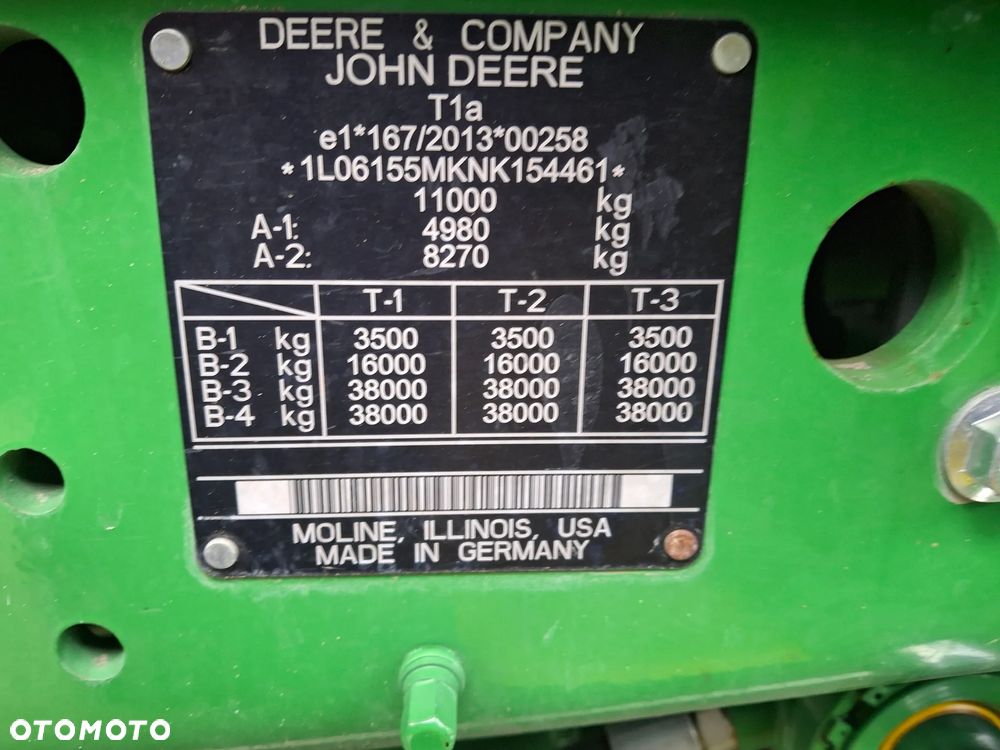 DEERE & COMPANY
JOHN DEERE
T1a
e1*167/2013*00258
*1L06155MKNK154461*
11000 kg
A-1: 4980 kg
A-2: 8270 kg
T-1 T-2 T-3
B-1 kg 3500 3500 3500
B-2 kg 16000 16000 16000
B-3 kg 38000 38000 38000
B-4 kg 38000 38000 38000
MOLINE, ILLINOIS, USA
MADE IN GERMANY
OTOMOTO